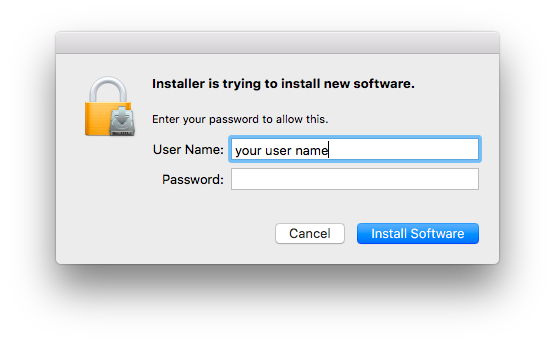 Installer is trying to install new software.
Enter your password to allow this.
User Name: your user name
Password:
Cancel Install Software